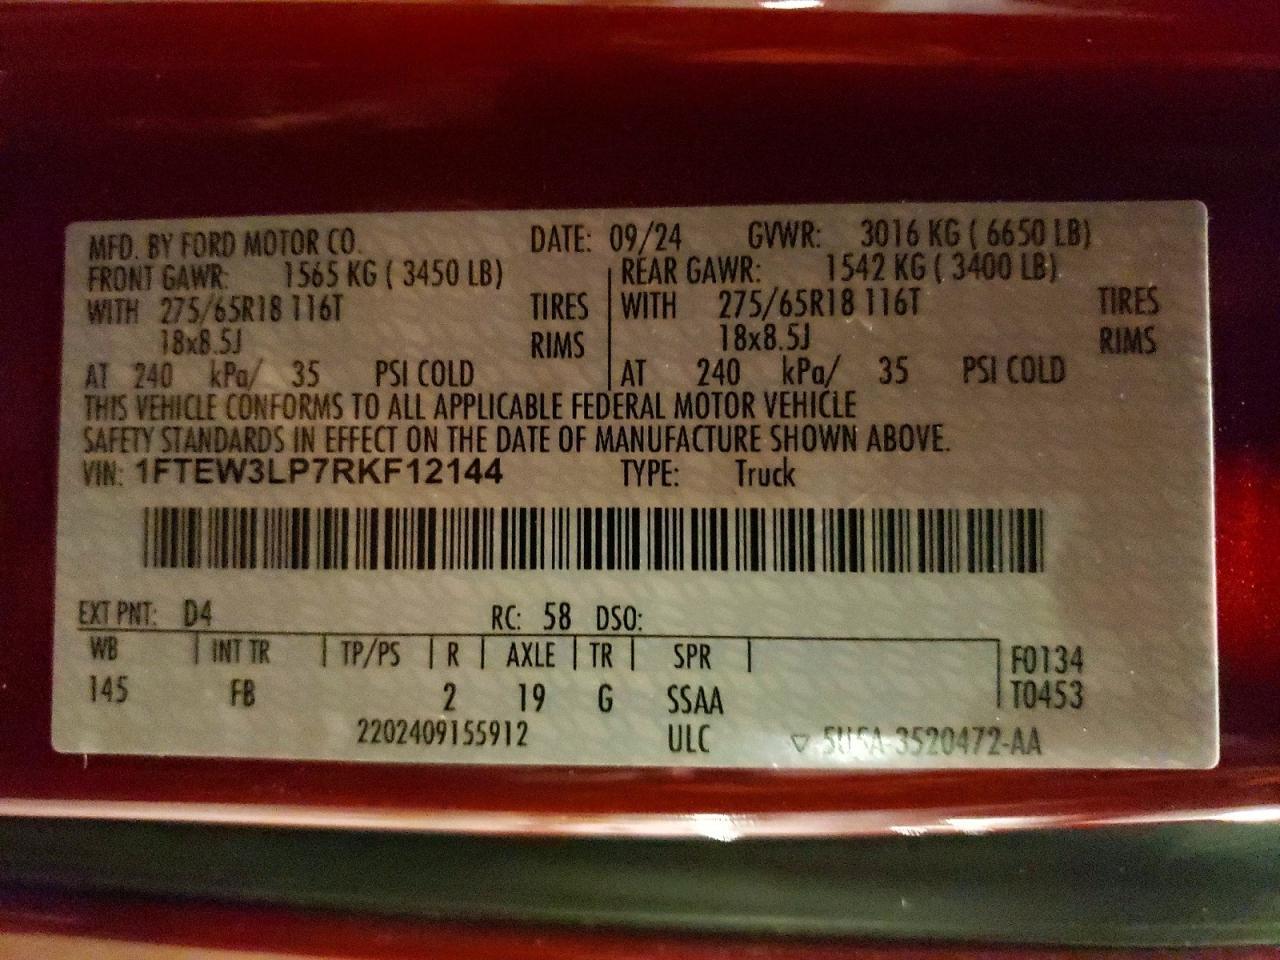 MFD. BY FORD MOTOR CO. DATE: 09/24 GVWR: 3016 KG ( 6650 LB)
FRONT GAWR: 1565 KG ( 3450 LB) REAR GAWR: 1542 KG ( 3400 LB)
WITH 275/65R18 116T TIRES WITH 275/65R18 116T TIRES
18x8.5J RIMS 18x8.5J RIMS
AT 240 kPa/ 35 PSI COLD AT 240 kPa/ 35 PSI COLD
THIS VEHICLE CONFORMS TO ALL APPLICABLE FEDERAL MOTOR VEHICLE
SAFETY STANDARDS IN EFFECT ON THE DATE OF MANUFACTURE SHOWN ABOVE.
VIN: 1FTEW3LP7RKF12144 TYPE: Truck
EXT PNT: D4 RC: 58 DSO:
WB INT TR TP/PS R AXLE TR SPR F0134
145 FB 2 19 G SSAA T0453
2202409155912 ULC ▽ 5U5A-3520472-AA